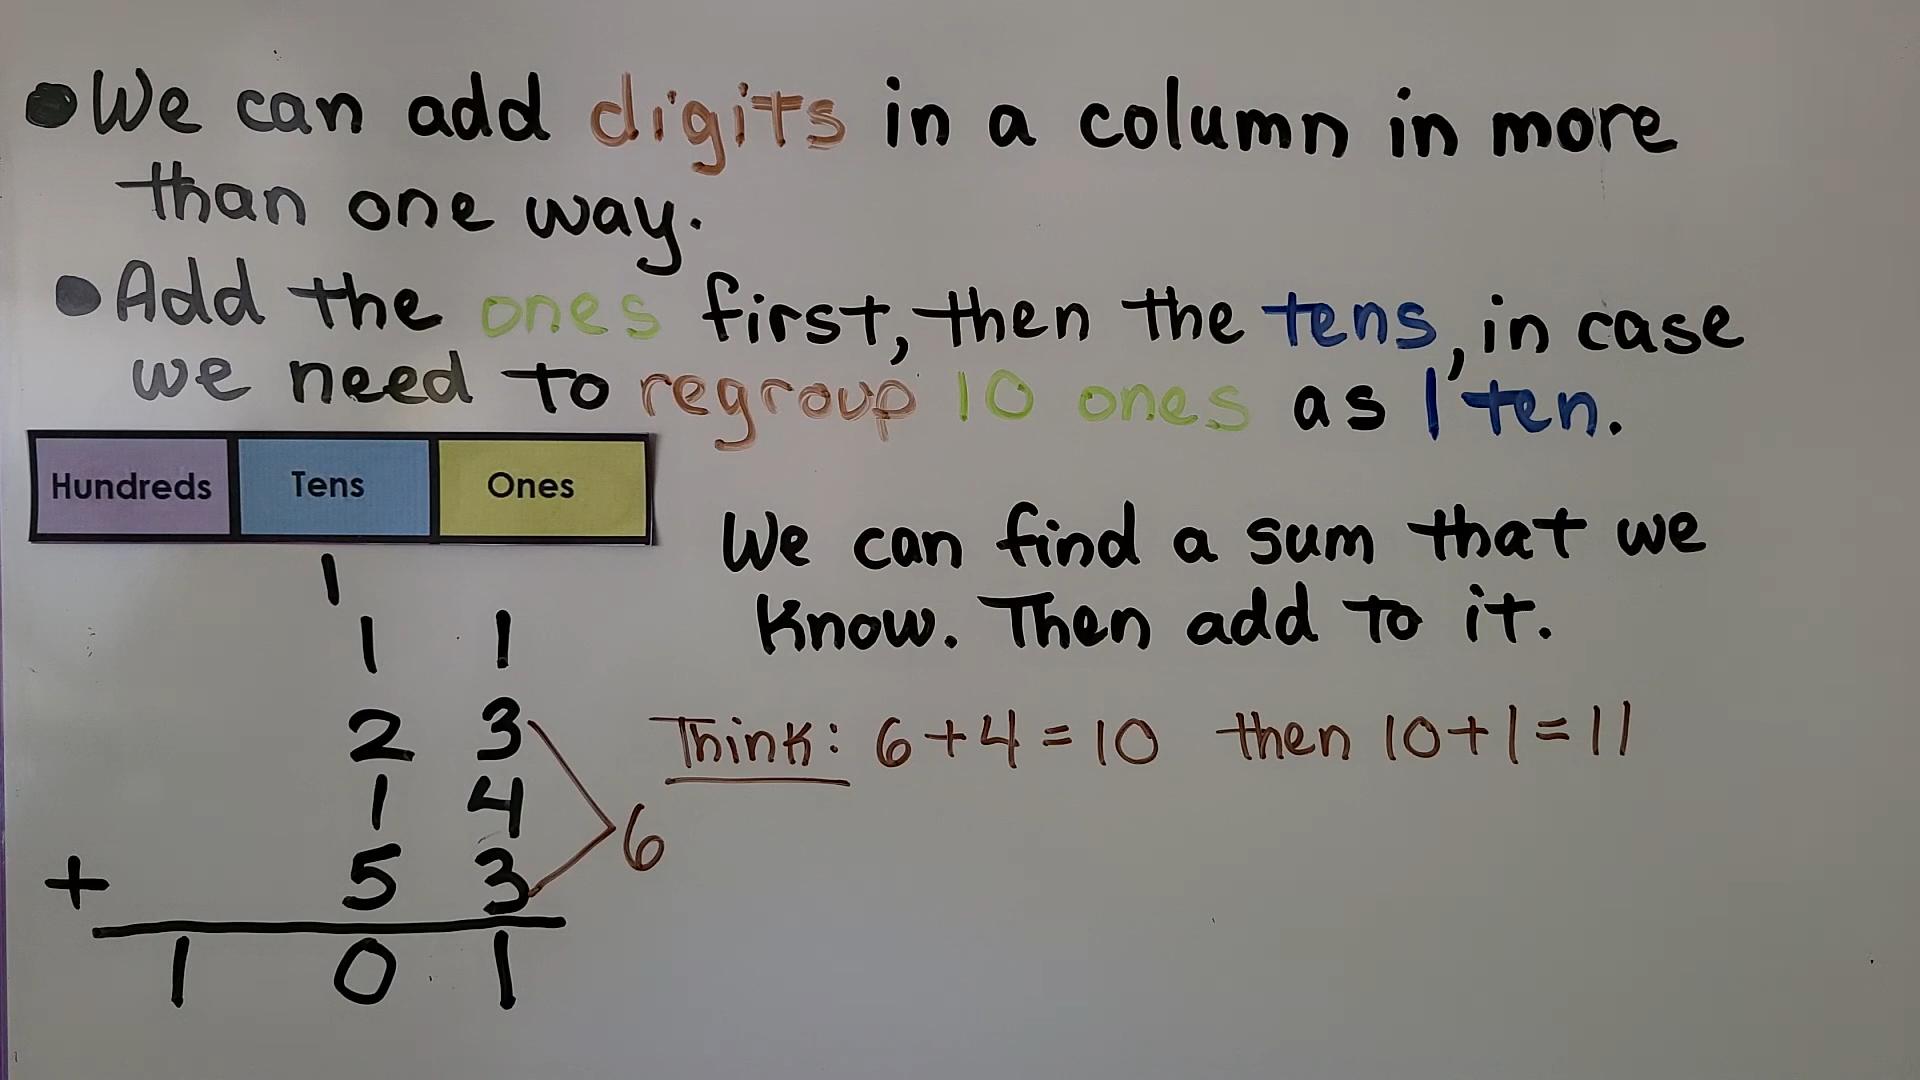 ●We can add digits in a column in more
than one way.
●Add the ones first, then the tens, in case
we need to regroup 10 ones as 1 ten.
Hundreds Tens Ones
We can find a sum that we
know. Then add to it.
1
1 1
2 3
1 4
+ 5 3
6
1 0 1
Think: 6+4=10 then 10+1=11